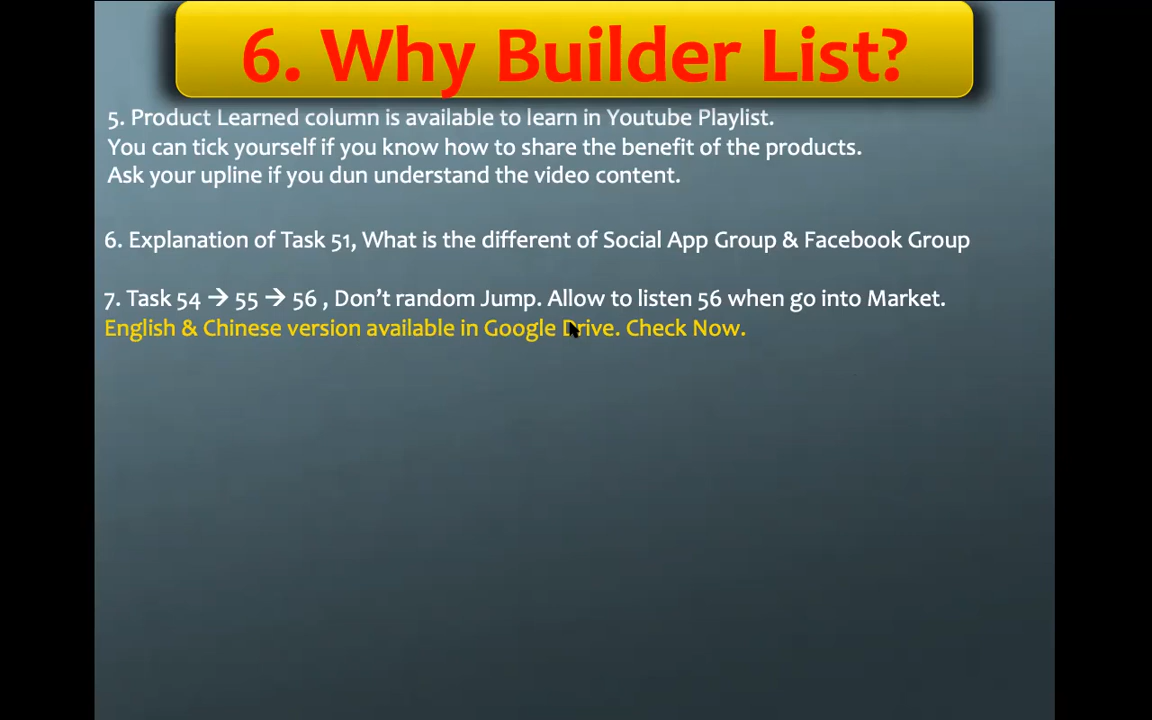 6. Why Builder List?
5. Product Learned column is available to learn in Youtube Playlist.
You can tick yourself if you know how to share the benefit of the products.
Ask your upline if you dun understand the video content.
6. Explanation of Task 51, What is the different of Social App Group & Facebook Group
7. Task 54 → 55 → 56 , Don’t random Jump. Allow to listen 56 when go into Market.
English & Chinese version available in Google Drive. Check Now.